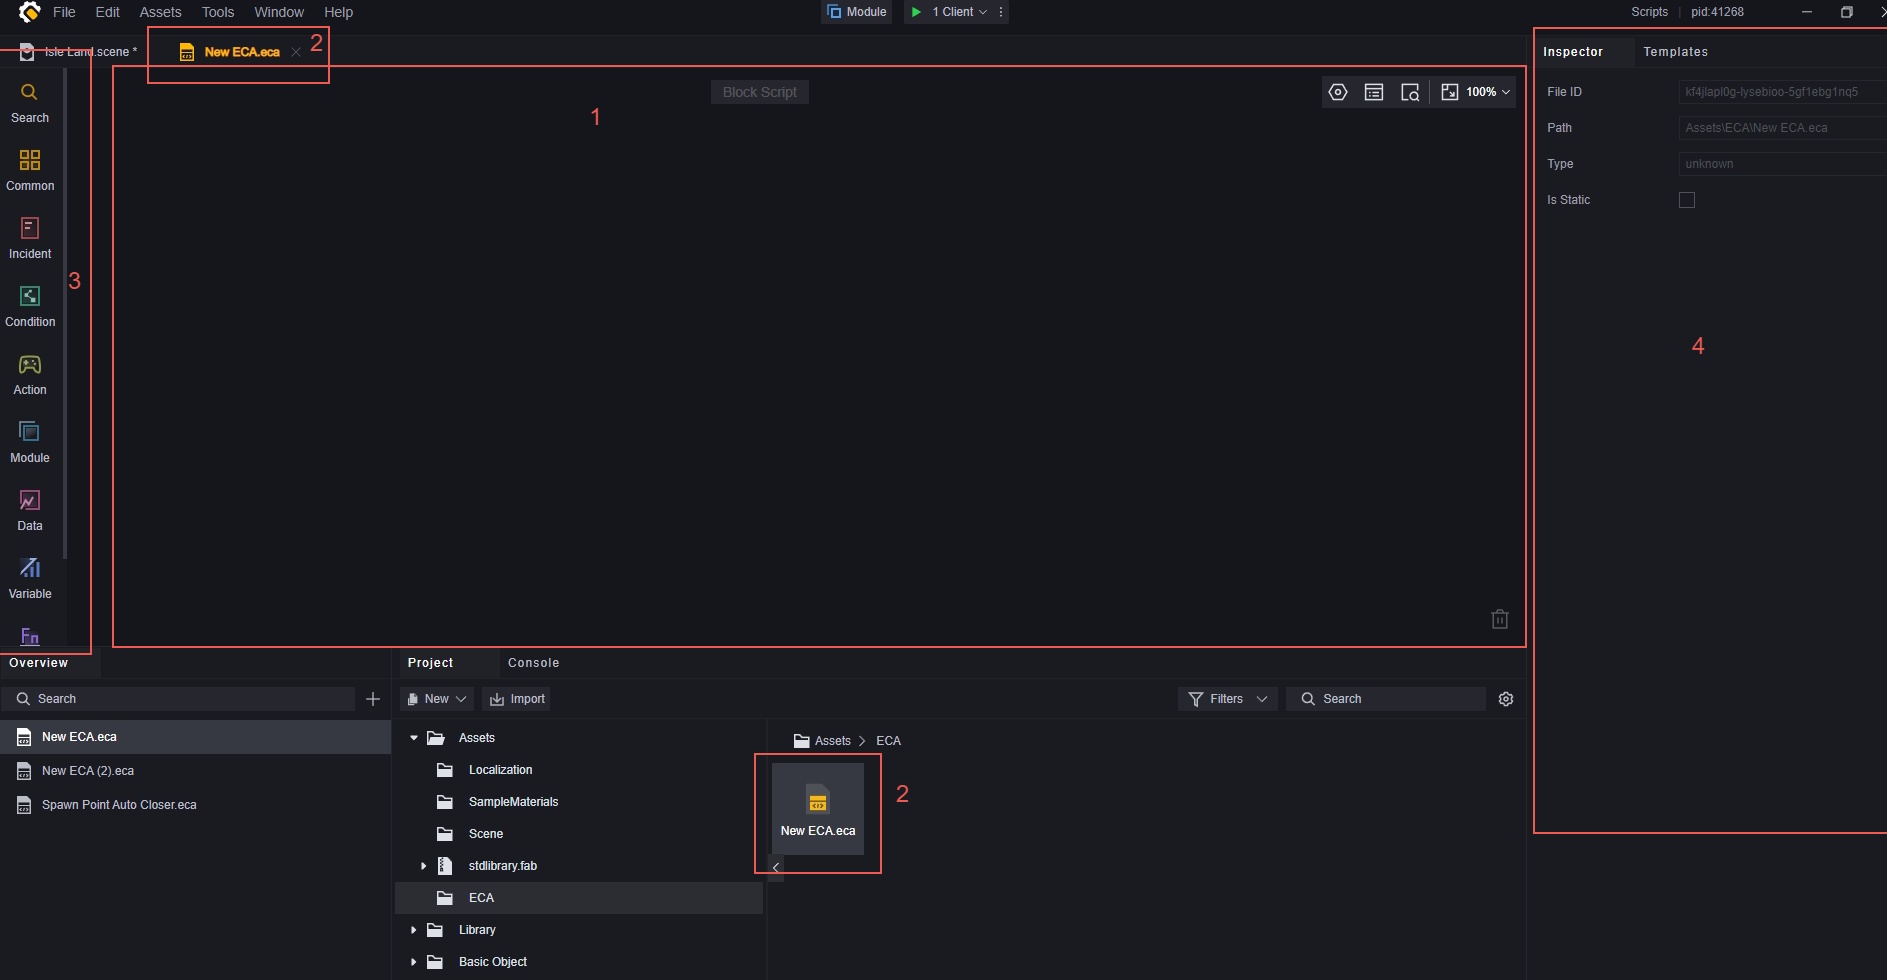 File Edit Assets Tools Window Help
Module
1 Client
Scripts pid:41268
Isle Land.scene *
New ECA.eca
2
Inspector Templates
Search
Common
Incident
Condition
Action
Module
Data
Variable
Fn
3
Block Script
1
100%
File ID kf4jlapl0g-lysebioo-5gf1ebg1nq5
Path Assets\ECA\New ECA.eca
Type unknown
Is Static
4
Overview
Search
New ECA.eca
New ECA (2).eca
Spawn Point Auto Closer.eca
Project Console
New Import
Filters Search
Assets
Localization
SampleMaterials
Scene
stdlibrary.fab
ECA
Library
Basic Object
Assets > ECA
New ECA.eca
2